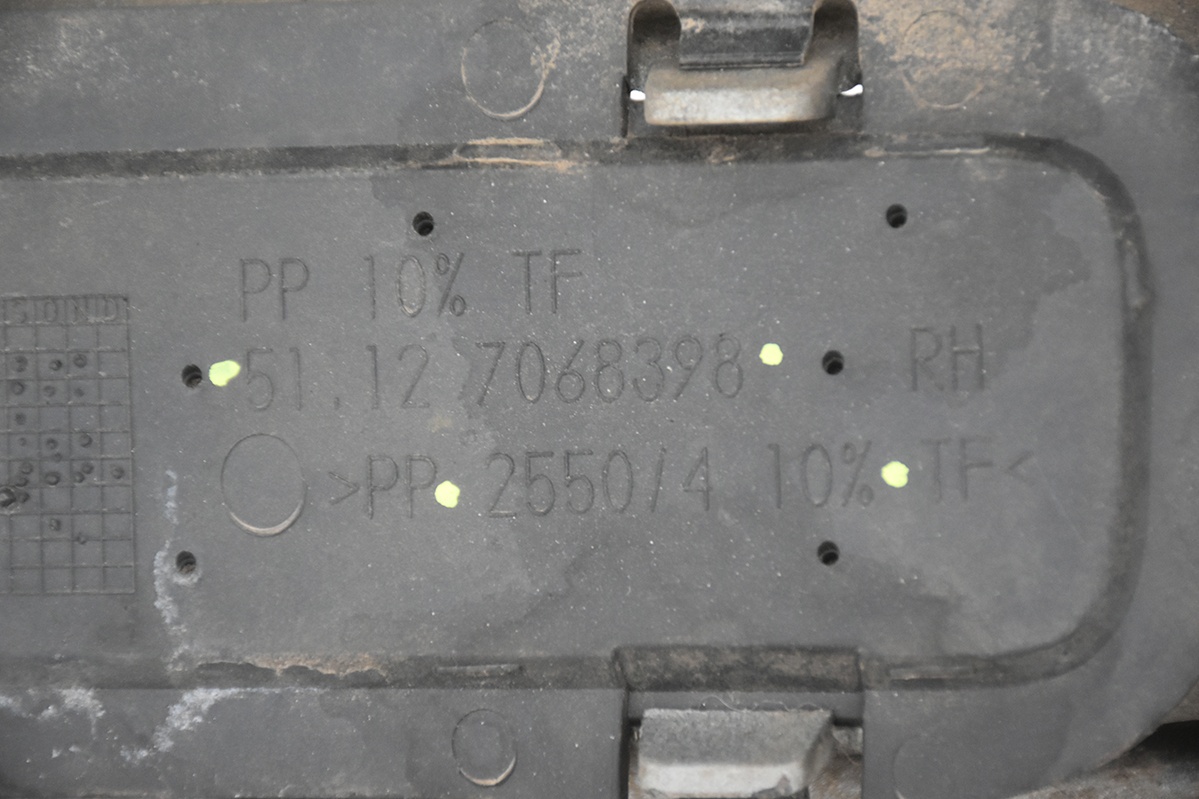 PP 10% TF
51.12 7068398 RH
>PP 2550/4 10% TF<